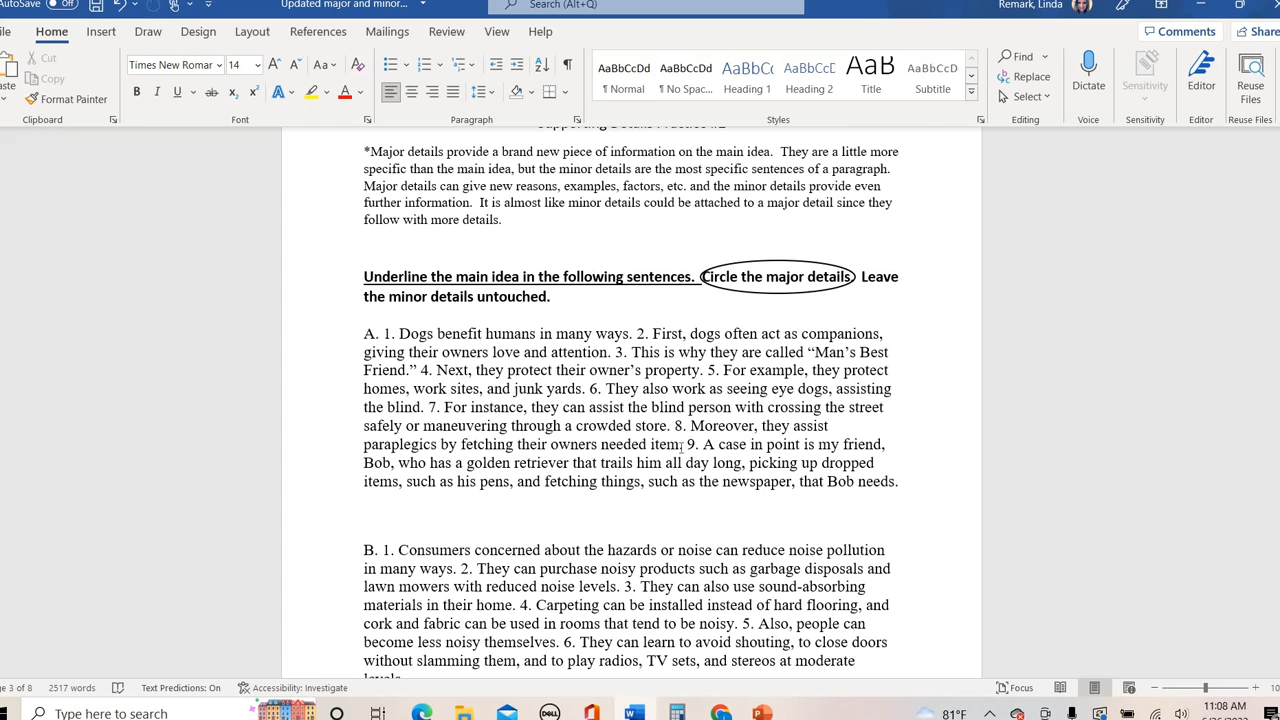 AutoSave Off Updated major and minor... Search (Alt+Q) Remark, Linda
Home Insert Draw Design Layout References Mailings Review View Help Comments Share
Cut
Copy
Format Painter
Times New Romar 14
AaBbCcDd AaBbCcDd AaBbCc AaBbCcD AaB AaBbCcDd
¶ Normal ¶ No Spac... Heading 1 Heading 2 Title Subtitle
Find
Replace
Select
Dictate Sensitivity Editor Reuse
Files
Clipboard Font Paragraph Styles Editing Voice Sensitivity Editor Reuse Files
*Major details provide a brand new piece of information on the main idea. They are a little more
specific than the main idea, but the minor details are the most specific sentences of a paragraph.
Major details can give new reasons, examples, factors, etc. and the minor details provide even
further information. It is almost like minor details could be attached to a major detail since they
follow with more details.
Underline the main idea in the following sentences. Circle the major details. Leave
the minor details untouched.
A. 1. Dogs benefit humans in many ways. 2. First, dogs often act as companions,
giving their owners love and attention. 3. This is why they are called “Man’s Best
Friend.” 4. Next, they protect their owner’s property. 5. For example, they protect
homes, work sites, and junk yards. 6. They also work as seeing eye dogs, assisting
the blind. 7. For instance, they can assist the blind person with crossing the street
safely or maneuvering through a crowded store. 8. Moreover, they assist
paraplegics by fetching their owners needed item. 9. A case in point is my friend,
Bob, who has a golden retriever that trails him all day long, picking up dropped
items, such as his pens, and fetching things, such as the newspaper, that Bob needs.
B. 1. Consumers concerned about the hazards or noise can reduce noise pollution
in many ways. 2. They can purchase noisy products such as garbage disposals and
lawn mowers with reduced noise levels. 3. They can also use sound-absorbing
materials in their home. 4. Carpeting can be installed instead of hard flooring, and
cork and fabric can be used in rooms that tend to be noisy. 5. Also, people can
become less noisy themselves. 6. They can learn to avoid shouting, to close doors
without slamming them, and to play radios, TV sets, and stereos at moderate
Page 3 of 8 2517 words Text Predictions: On Accessibility: Investigate Focus
Type here to search 81°F 11:08 AM